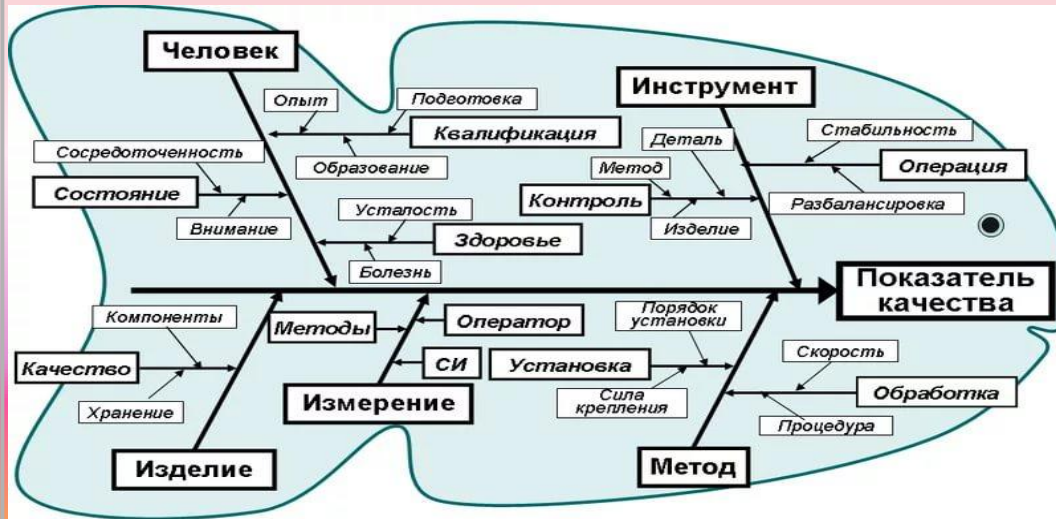 Человек
Инструмент
Опыт
Подготовка
Квалификация
Образование
Сосредоточенность
Состояние
Внимание
Усталость
Здоровье
Болезнь
Деталь
Метод
Контроль
Изделие
Стабильность
Операция
Разбалансировка
Показатель
качества
Компоненты
Качество
Хранение
Изделие
Методы
Оператор
СИ
Измерение
Порядок
установки
Установка
Сила
крепления
Скорость
Обработка
Процедура
Метод